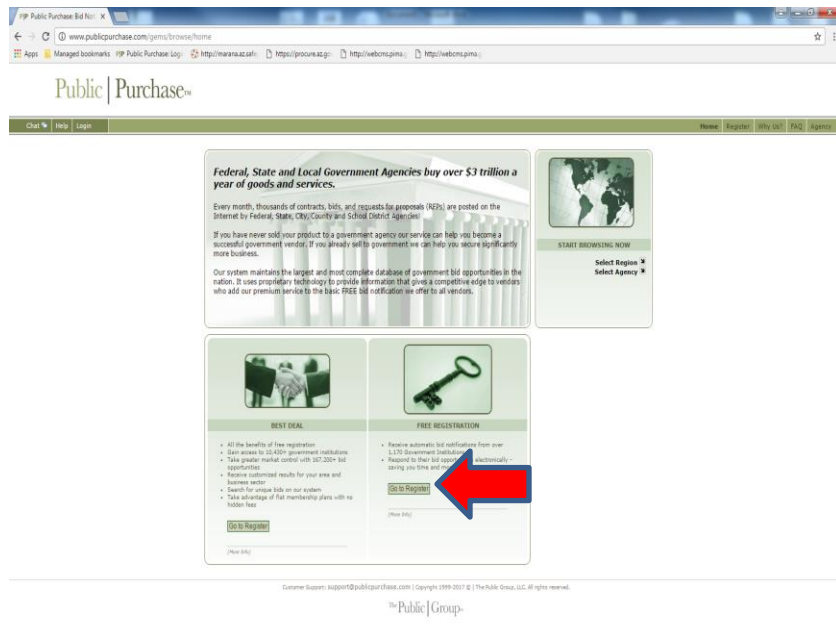 Public Purchase: Bid Not
www.publicpurchase.com/gems/browse/home
Apps Managed bookmarks Public Purchase: Log http://marana.az.safe https://procure.az.go http://webcms.pima. http://webcms.pima.
Public | Purchase™
Chat Help Login Home Register Why Us? FAQ Agency
Federal, State and Local Government Agencies buy over $3 trillion a
year of goods and services.
Every month, thousands of contracts, bids, and requests for proposals (RFPs) are posted on the
Internet by Federal, State, City, County and School District Agencies!
If you have never sold your product to a government agency our service can help you become a
successful government vendor. If you already sell to government we can help you secure significantly
more business.
Our system maintains the largest and most complete database of government bid opportunities in the
nation. It uses proprietary technology to provide information that gives a competitive edge to vendors
who add our premium service to the basic FREE bid notification we offer to all vendors.
START BROWSING NOW
Select Region
Select Agency
BEST DEAL
All the benefits of free registration
Gain access to 10,430+ government institutions
Take greater market control with 167,200+ bid
opportunities
Receive customized results for your area and
business sector
Search for unique bids on our system
Take advantage of flat membership plans with no
hidden fees
Go to Register
[More Info]
FREE REGISTRATION
Receive automatic bid notifications from over
1,170 Government Institutions
Respond to their bid electronically –
saving you time and
Go to Register
[More Info]
Customer Support: support@publicpurchase.com | Copyright 1999-2017 © | The Public Group, LLC. All rights reserved.
The Public | Group™